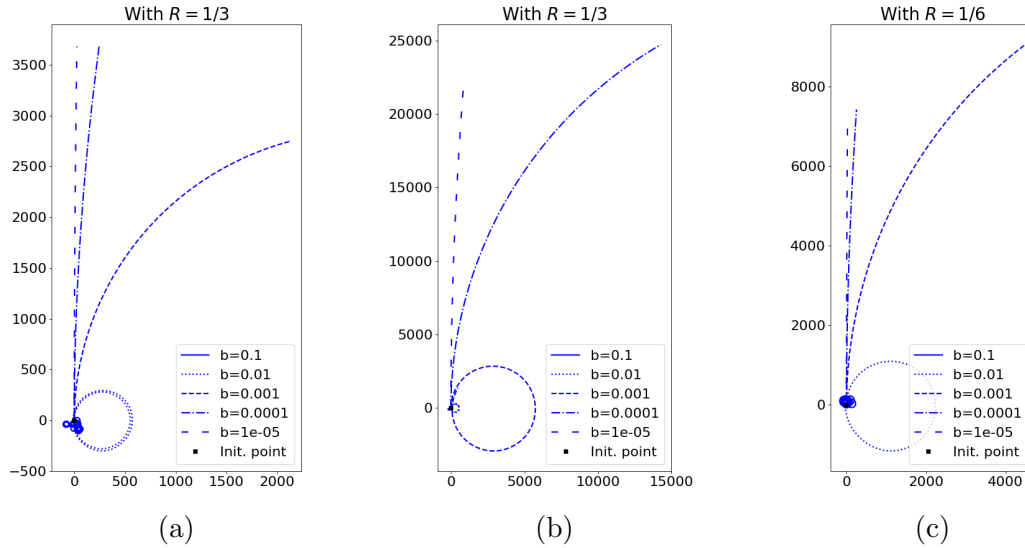 With R = 1/3
3500
3000
2500
2000
1500
1000
500
0
−500
0
500
1000
1500
2000
b=0.1
b=0.01
b=0.001
b=0.0001
b=1e-05
Init. point
(a)
With R = 1/3
25000
20000
15000
10000
5000
0
0
5000
10000
15000
b=0.1
b=0.01
b=0.001
b=0.0001
b=1e-05
Init. point
(b)
With R = 1/6
8000
6000
4000
2000
0
0
2000
4000
b=0.1
b=0.01
b=0.001
b=0.0001
b=1e-05
Init. point
(c)